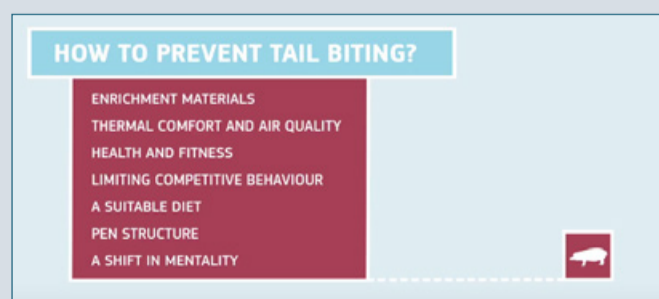 HOW TO PREVENT TAIL BITING?
ENRICHMENT MATERIALS
THERMAL COMFORT AND AIR QUALITY
HEALTH AND FITNESS
LIMITING COMPETITIVE BEHAVIOUR
A SUITABLE DIET
PEN STRUCTURE
A SHIFT IN MENTALITY